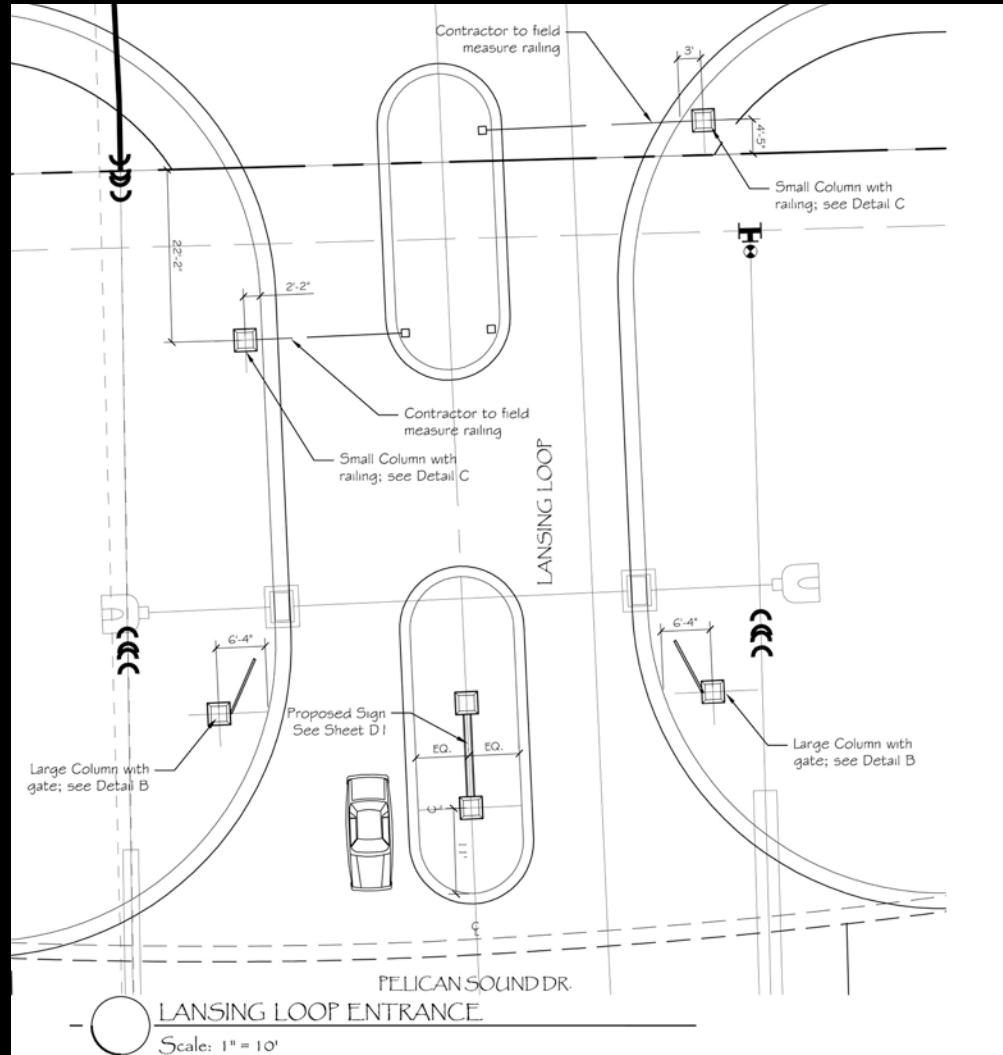 Contractor to field
measure railing
3'
4'-5"
Small Column with
railing; see Detail C
22'-2"
2'-2"
Contractor to field
measure railing
Small Column with
railing; see Detail C
LANSING LOOP
6'-4"
6'-4"
Proposed Sign
See Sheet D1
EQ.
EQ.
Large Column with
gate; see Detail B
Large Column with
gate; see Detail B
3'
11'
℄
PELICAN SOUND DR.
LANSING LOOP ENTRANCE
Scale: 1" = 10'